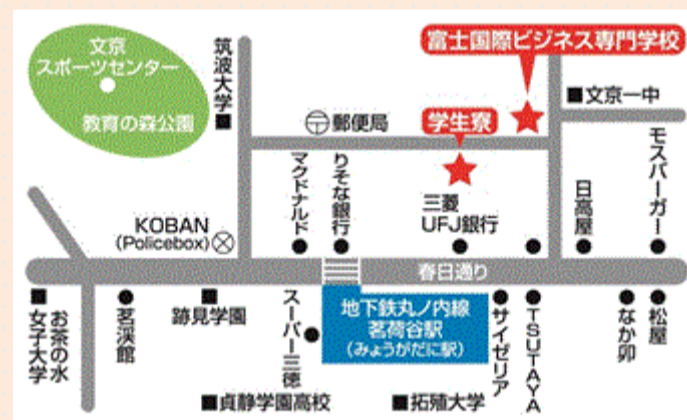 文京
スポーツセンター
教育の森公園
筑波大学
富士国際ビジネス専門学校
文京一中
郵便局
学生寮
マクドナルド
りそな銀行
三菱
UFJ銀行
日高屋
モスバーガー
KOBAN
(Policebox)
春日通り
お茶の水
女子大学
茗渓館
跡見学園
スーパー三徳
地下鉄丸ノ内線
茗荷谷駅
(みょうがだに駅)
サイゼリア
TSUTAYA
なか卯
松屋
貞静学園高校
拓殖大学